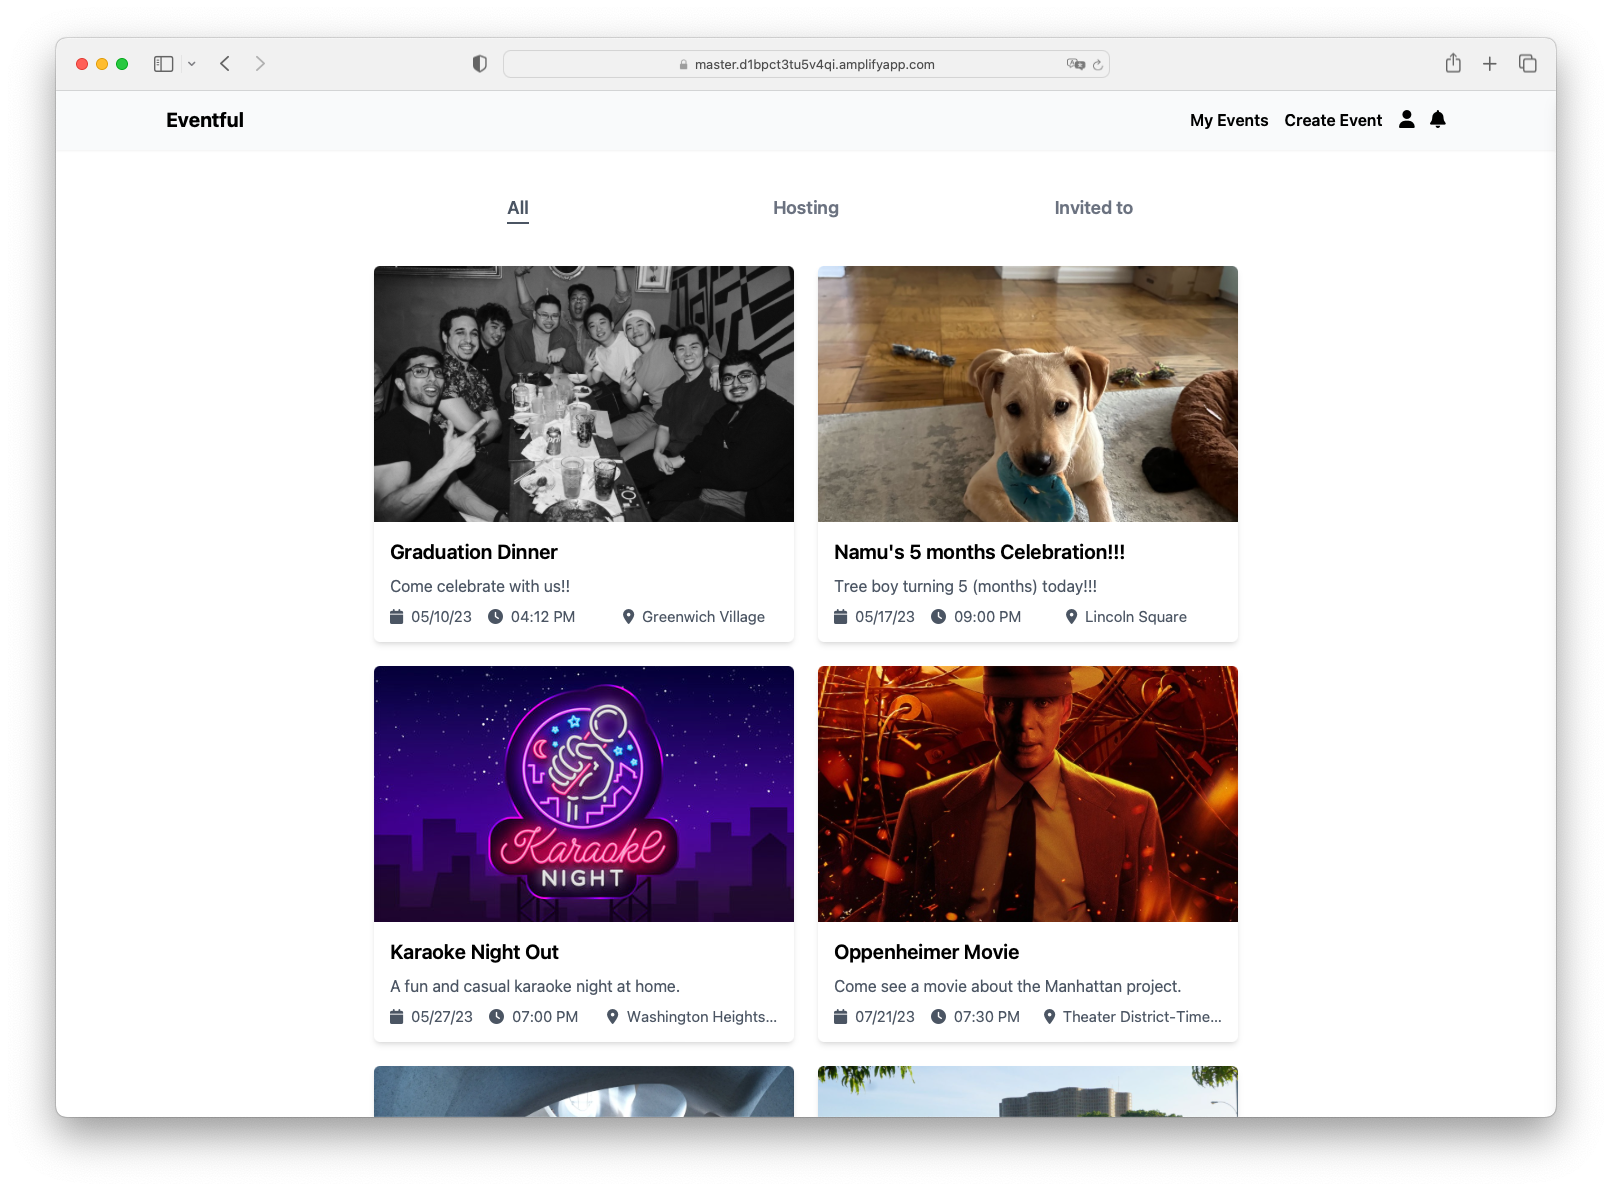 master.d1bpct3tu5v4qi.amplifyapp.com
Eventful
My Events Create Event
All Hosting Invited to
Graduation Dinner
Come celebrate with us!!
05/10/23 04:12 PM Greenwich Village
Namu's 5 months Celebration!!!
Tree boy turning 5 (months) today!!!
05/17/23 09:00 PM Lincoln Square
Karaoke
NIGHT
Karaoke Night Out
A fun and casual karaoke night at home.
05/27/23 07:00 PM Washington Heights...
Oppenheimer Movie
Come see a movie about the Manhattan project.
07/21/23 07:30 PM Theater District-Time...